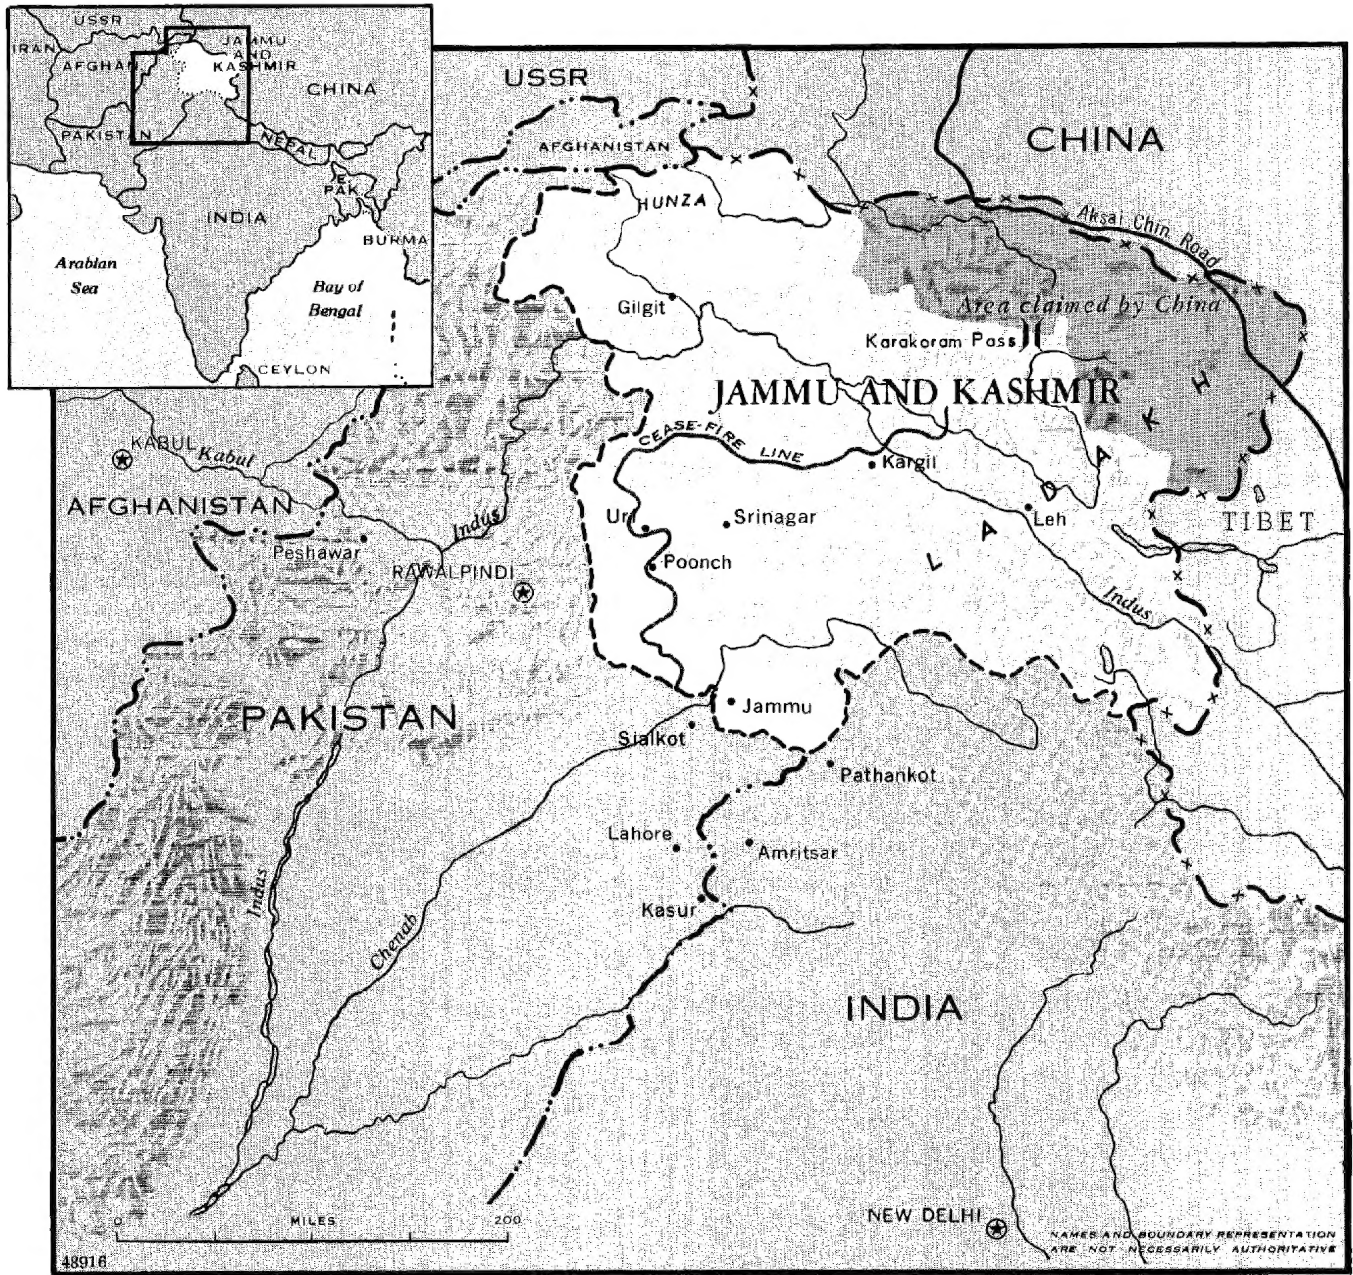 USSR
IRAN
AFGHAN.
JAMMU
AND
KASHMIR
CHINA
PAKISTAN
NEPAL
E.
PAK.
INDIA
BURMA
Arabian
Sea
Bay of
Bengal
CEYLON
USSR
AFGHANISTAN
CHINA
HUNZA
Aksai Chin Road
Gilgit
Area claimed by China
Karakoram Pass
JAMMU AND KASHMIR
CEASE-FIRE LINE
Kargil
LADAKH
KABUL
Kabul
AFGHANISTAN
Indus
Uri
Srinagar
Leh
TIBET
Peshawar
Poonch
RAWALPINDI
Indus
PAKISTAN
Jammu
Sialkot
Pathankot
Lahore
Amritsar
Indus
Kasur
Chenab
INDIA
0 MILES 200
NEW DELHI
NAMES AND BOUNDARY REPRESENTATION
ARE NOT NECESSARILY AUTHORITATIVE
48916